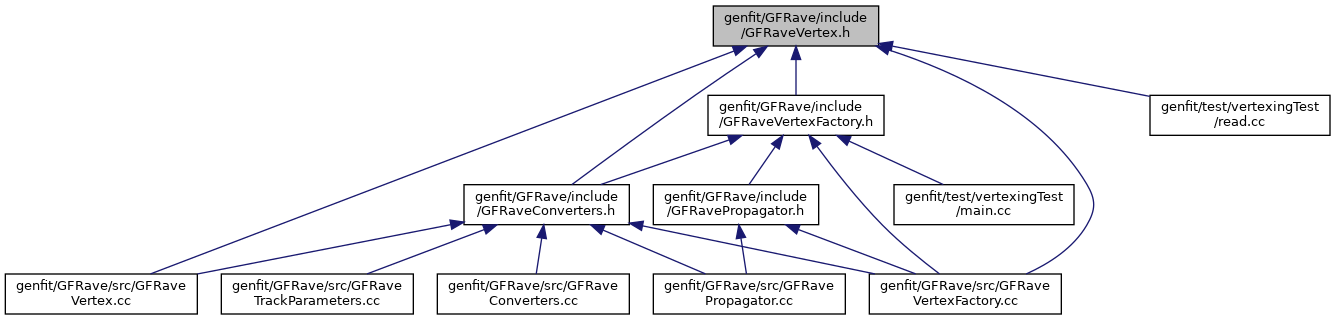 genfit/GFRave/include
/GFRaveVertex.h
genfit/GFRave/include
/GFRaveVertexFactory.h
genfit/test/vertexingTest
/read.cc
genfit/GFRave/include
/GFRaveConverters.h
genfit/GFRave/include
/GFRavePropagator.h
genfit/test/vertexingTest
/main.cc
genfit/GFRave/src/GFRave
Vertex.cc
genfit/GFRave/src/GFRave
TrackParameters.cc
genfit/GFRave/src/GFRave
Converters.cc
genfit/GFRave/src/GFRave
Propagator.cc
genfit/GFRave/src/GFRave
VertexFactory.cc